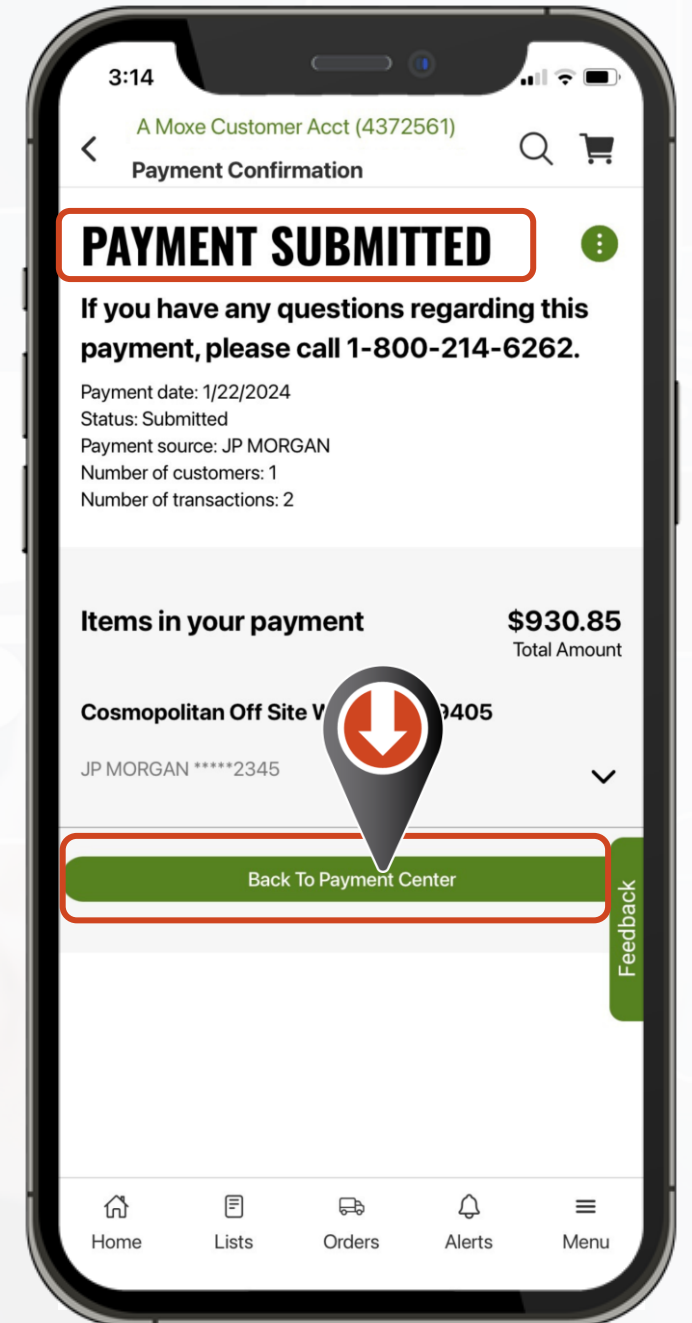 3:14
A Moxe Customer Acct (4372561)
Payment Confirmation
PAYMENT SUBMITTED
If you have any questions regarding this
payment, please call 1-800-214-6262.
Payment date: 1/22/2024
Status: Submitted
Payment source: JP MORGAN
Number of customers: 1
Number of transactions: 2
Items in your payment
$930.85
Total Amount
Cosmopolitan Off Site
JP MORGAN *****2345
Back To Payment Center
Feedback
Home Lists Orders Alerts Menu